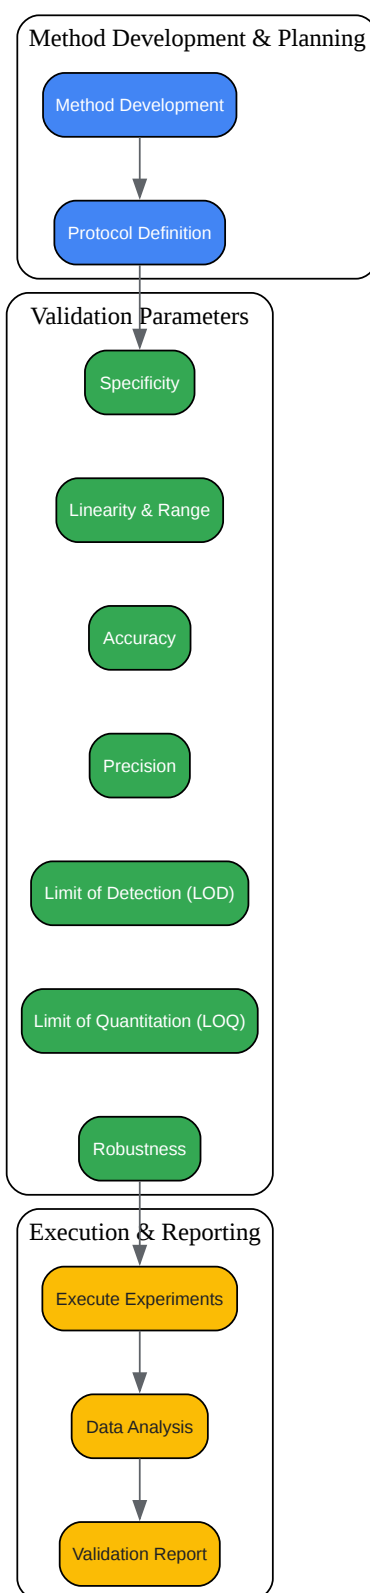 Method Development & Planning
Method Development
Protocol Definition
Validation Parameters
Specificity
Linearity & Range
Accuracy
Precision
Limit of Detection (LOD)
Limit of Quantitation (LOQ)
Robustness
Execution & Reporting
Execute Experiments
Data Analysis
Validation Report